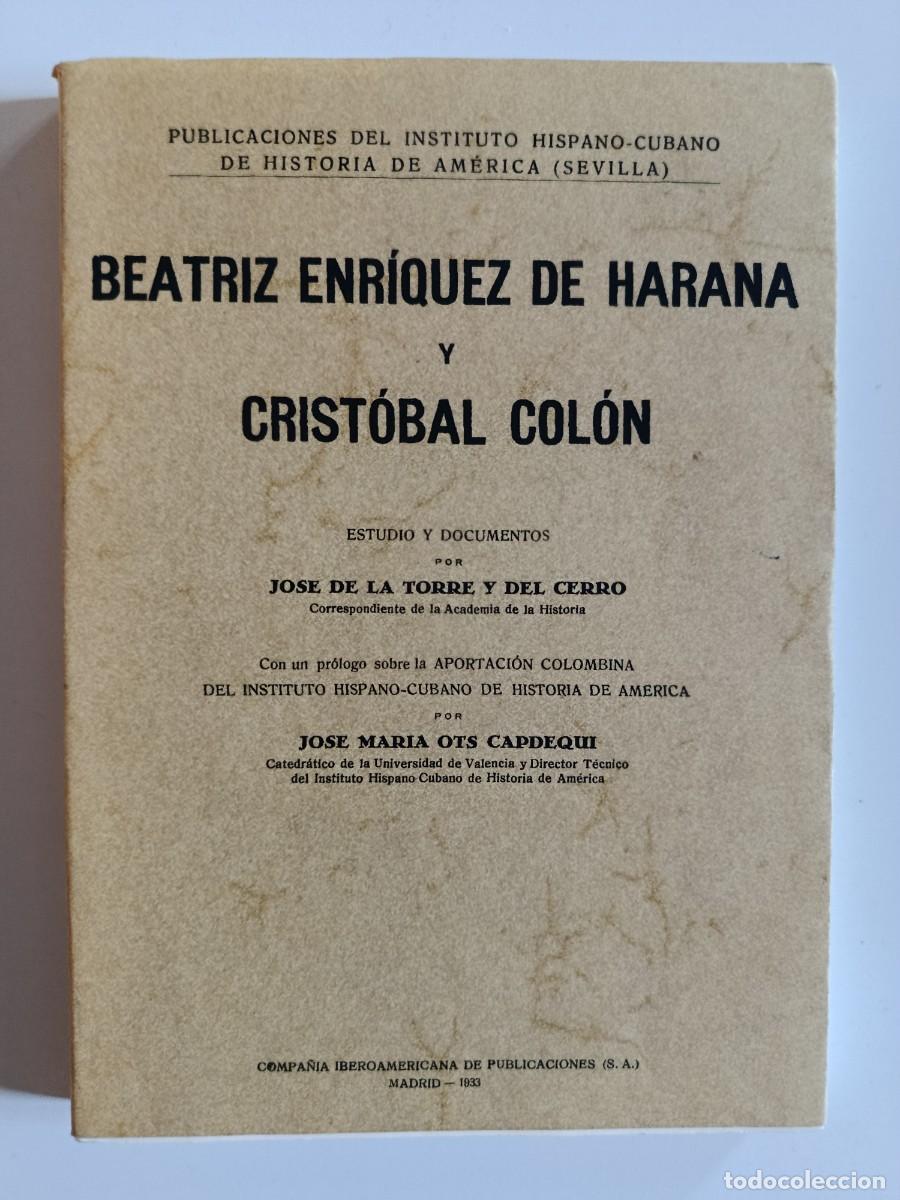 PUBLICACIONES DEL INSTITUTO HISPANO-CUBANO
DE HISTORIA DE AMÉRICA (SEVILLA)
BEATRIZ ENRÍQUEZ DE HARANA
Y
CRISTÓBAL COLÓN
ESTUDIO Y DOCUMENTOS
POR
JOSE DE LA TORRE Y DEL CERRO
Correspondiente de la Academia de la Historia
Con un prólogo sobre la APORTACIÓN COLOMBINA
DEL INSTITUTO HISPANO-CUBANO DE HISTORIA DE AMERICA
POR
JOSE MARIA OTS CAPDEQUI
Catedrático de la Universidad de Valencia y Director Técnico
del Instituto Hispano-Cubano de Historia de América
COMPAÑIA IBEROAMERICANA DE PUBLICACIONES (S. A.)
MADRID — 1933
todocoleccion